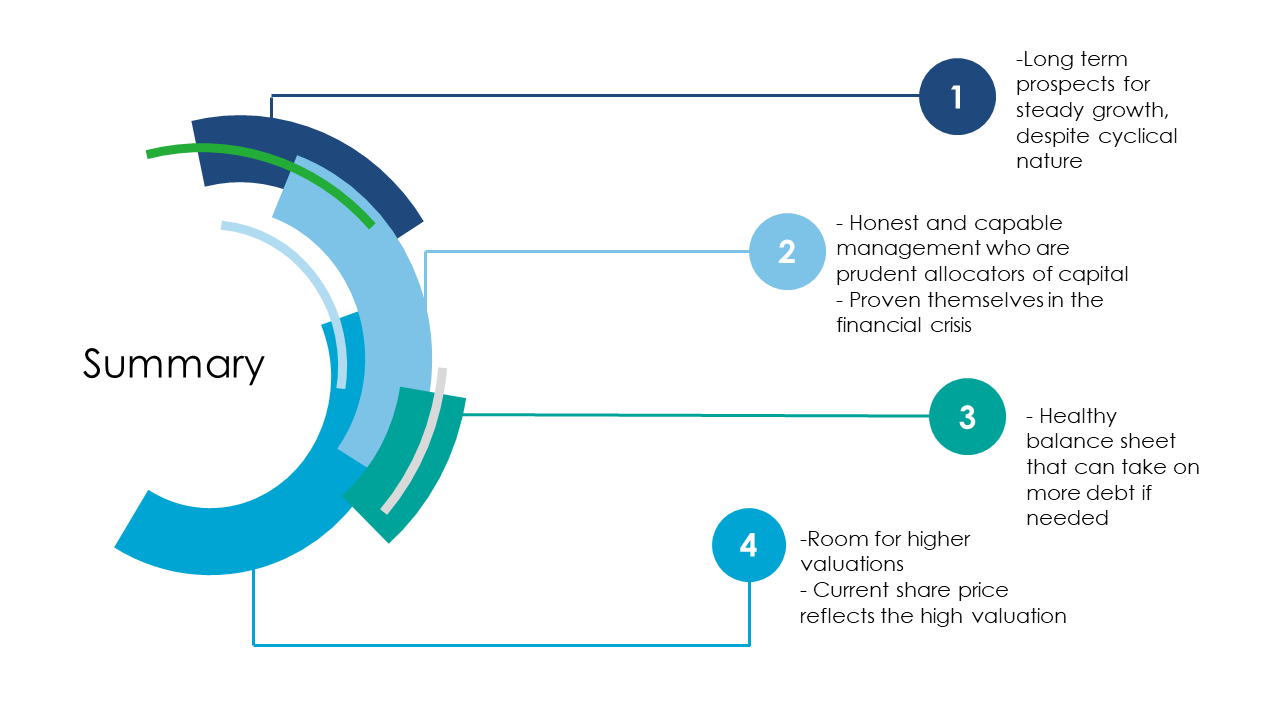 Summary
1
-Long term
prospects for
steady growth,
despite cyclical
nature
2
- Honest and capable
management who are
prudent allocators of capital
- Proven themselves in the
financial crisis
3
- Healthy
balance sheet
that can take on
more debt if
needed
4
-Room for higher
valuations
- Current share price
reflects the high valuation